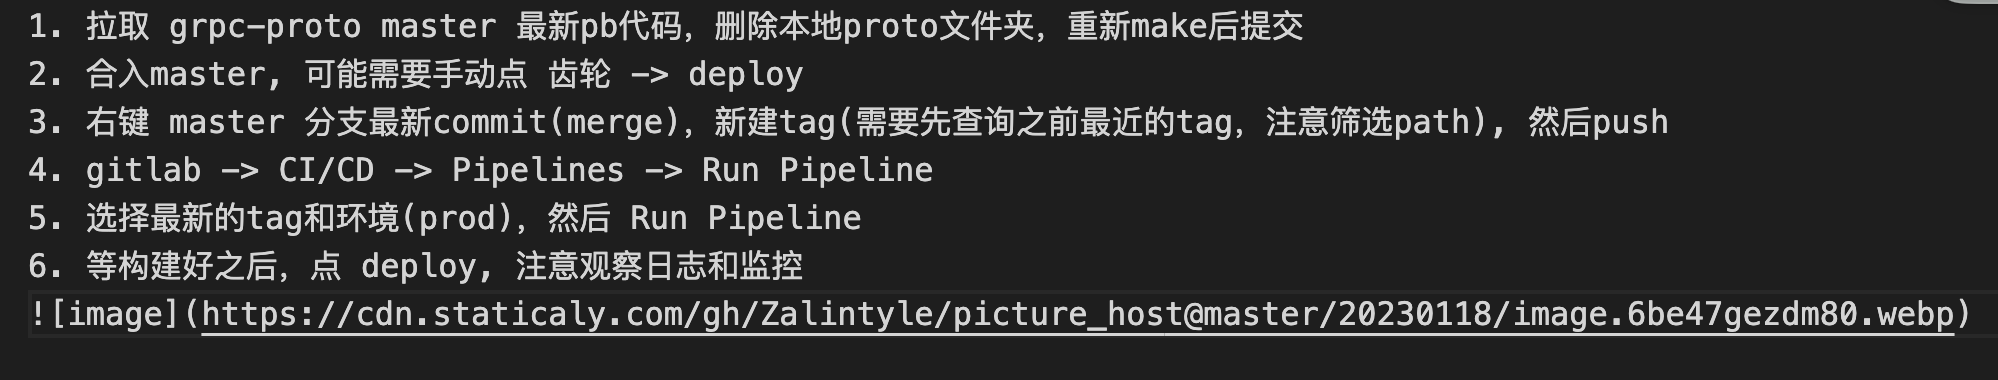 1. 拉取 grpc-proto master 最新pb代码，删除本地proto文件夹，重新make后提交
2. 合入master, 可能需要手动点 齿轮 -> deploy
3. 右键 master 分支最新commit(merge)，新建tag(需要先查询之前最近的tag，注意筛选path), 然后push
4. gitlab -> CI/CD -> Pipelines -> Run Pipeline
5. 选择最新的tag和环境(prod)，然后 Run Pipeline
6. 等构建好之后，点 deploy, 注意观察日志和监控
![image](https://cdn.staticaly.com/gh/Zalintyle/picture_host@master/20230118/image.6be47gezdm80.webp)